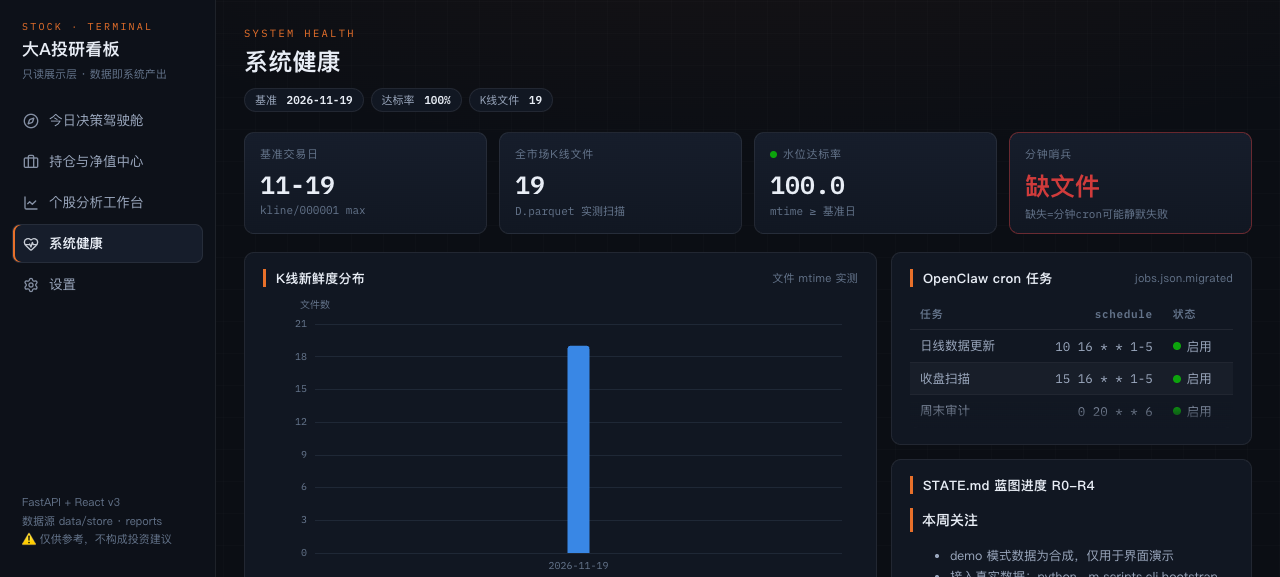 STOCK · TERMINAL
大A投研看板
只读展示层 · 数据即系统产出
今日决策驾驶舱
持仓与净值中心
个股分析工作台
系统健康
设置
FastAPI + React v3
数据源 data/store · reports
⚠️ 仅供参考，不构成投资建议
SYSTEM HEALTH
系统健康
基准 2026-11-19 达标率 100% K线文件 19
基准交易日
11-19
kline/000001 max
全市场K线文件
19
D.parquet 实测扫描
水位达标率
100.0
mtime ≥ 基准日
分钟哨兵
缺文件
缺失=分钟cron可能静默失败
K线新鲜度分布 文件 mtime 实测
文件数
21
18
15
12
9
6
3
0
2026-11-19
OpenClaw cron 任务 jobs.json.migrated
任务 schedule 状态
日线数据更新 10 16 * * 1-5 启用
收盘扫描 15 16 * * 1-5 启用
周末审计 0 20 * * 6 启用
STATE.md 蓝图进度 R0–R4
本周关注
demo 模式数据为合成，仅用于界面演示
接入真实数据：python -m scripts.cli bootstrap